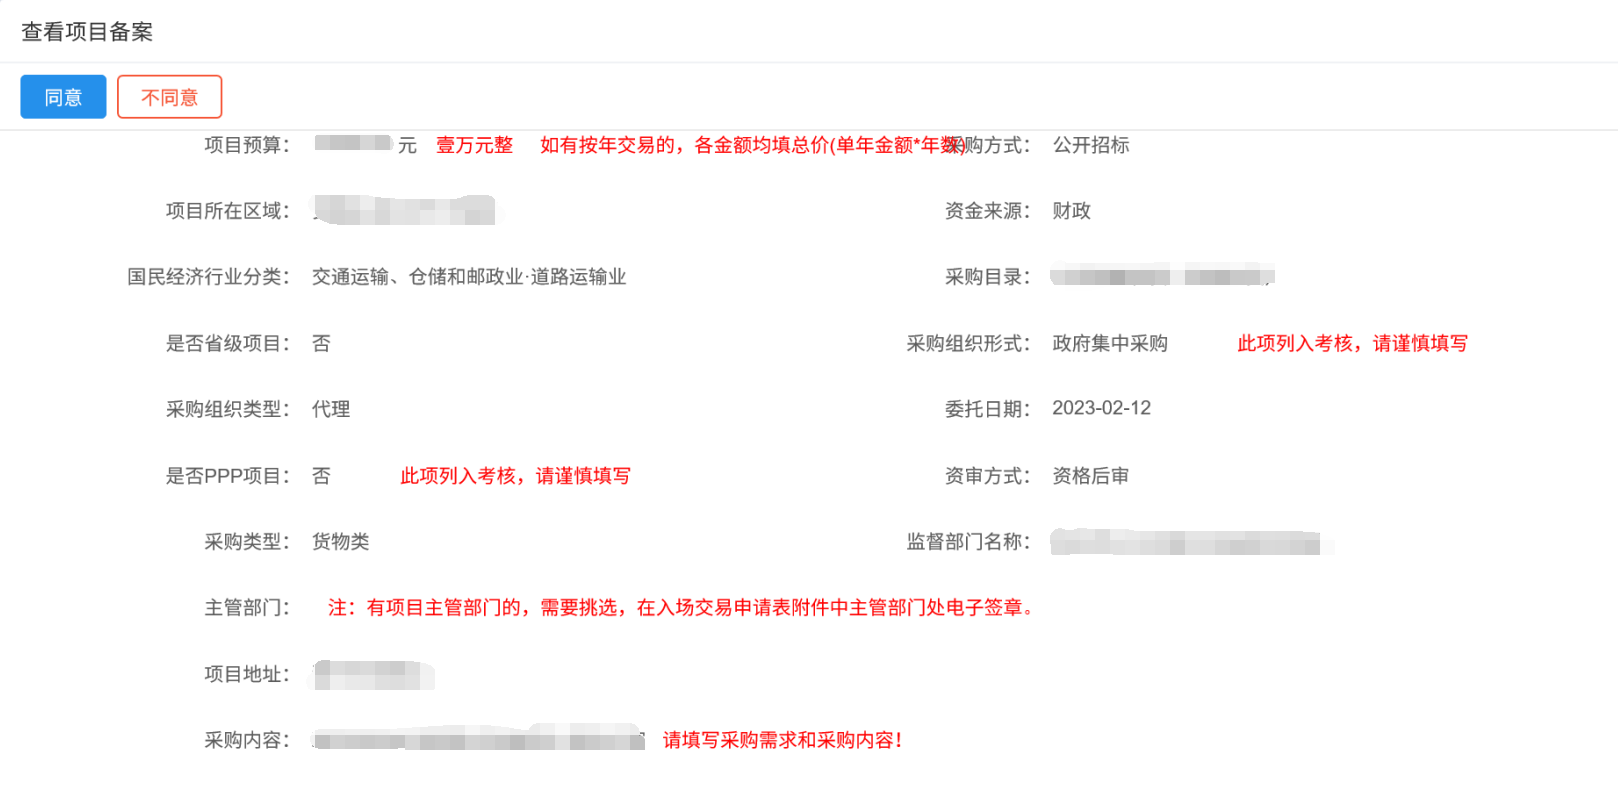 查看项目备案
同意 不同意
项目预算： 元 壹万元整 如有按年交易的，各金额均填总价(单年金额*年数) 采购方式： 公开招标
项目所在区域： 资金来源： 财政
国民经济行业分类： 交通运输、仓储和邮政业·道路运输业 采购目录：
是否省级项目： 否 采购组织形式： 政府集中采购 此项列入考核，请谨慎填写
采购组织类型： 代理 委托日期： 2023-02-12
是否PPP项目： 否 此项列入考核，请谨慎填写 资审方式： 资格后审
采购类型： 货物类 监督部门名称：
主管部门： 注：有项目主管部门的，需要挑选，在入场交易申请表附件中主管部门处电子签章。
项目地址：
采购内容： 请填写采购需求和采购内容！